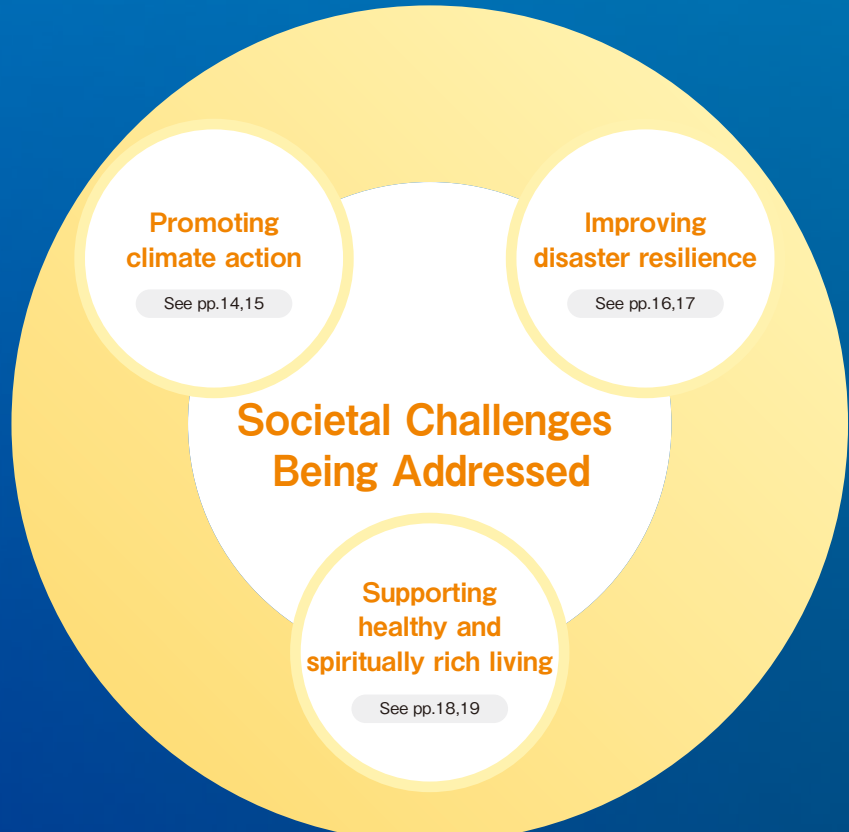 Promoting
climate action
See pp.14,15
Improving
disaster resilience
See pp.16,17
Societal Challenges
Being Addressed
Supporting
healthy and
spiritually rich living
See pp.18,19